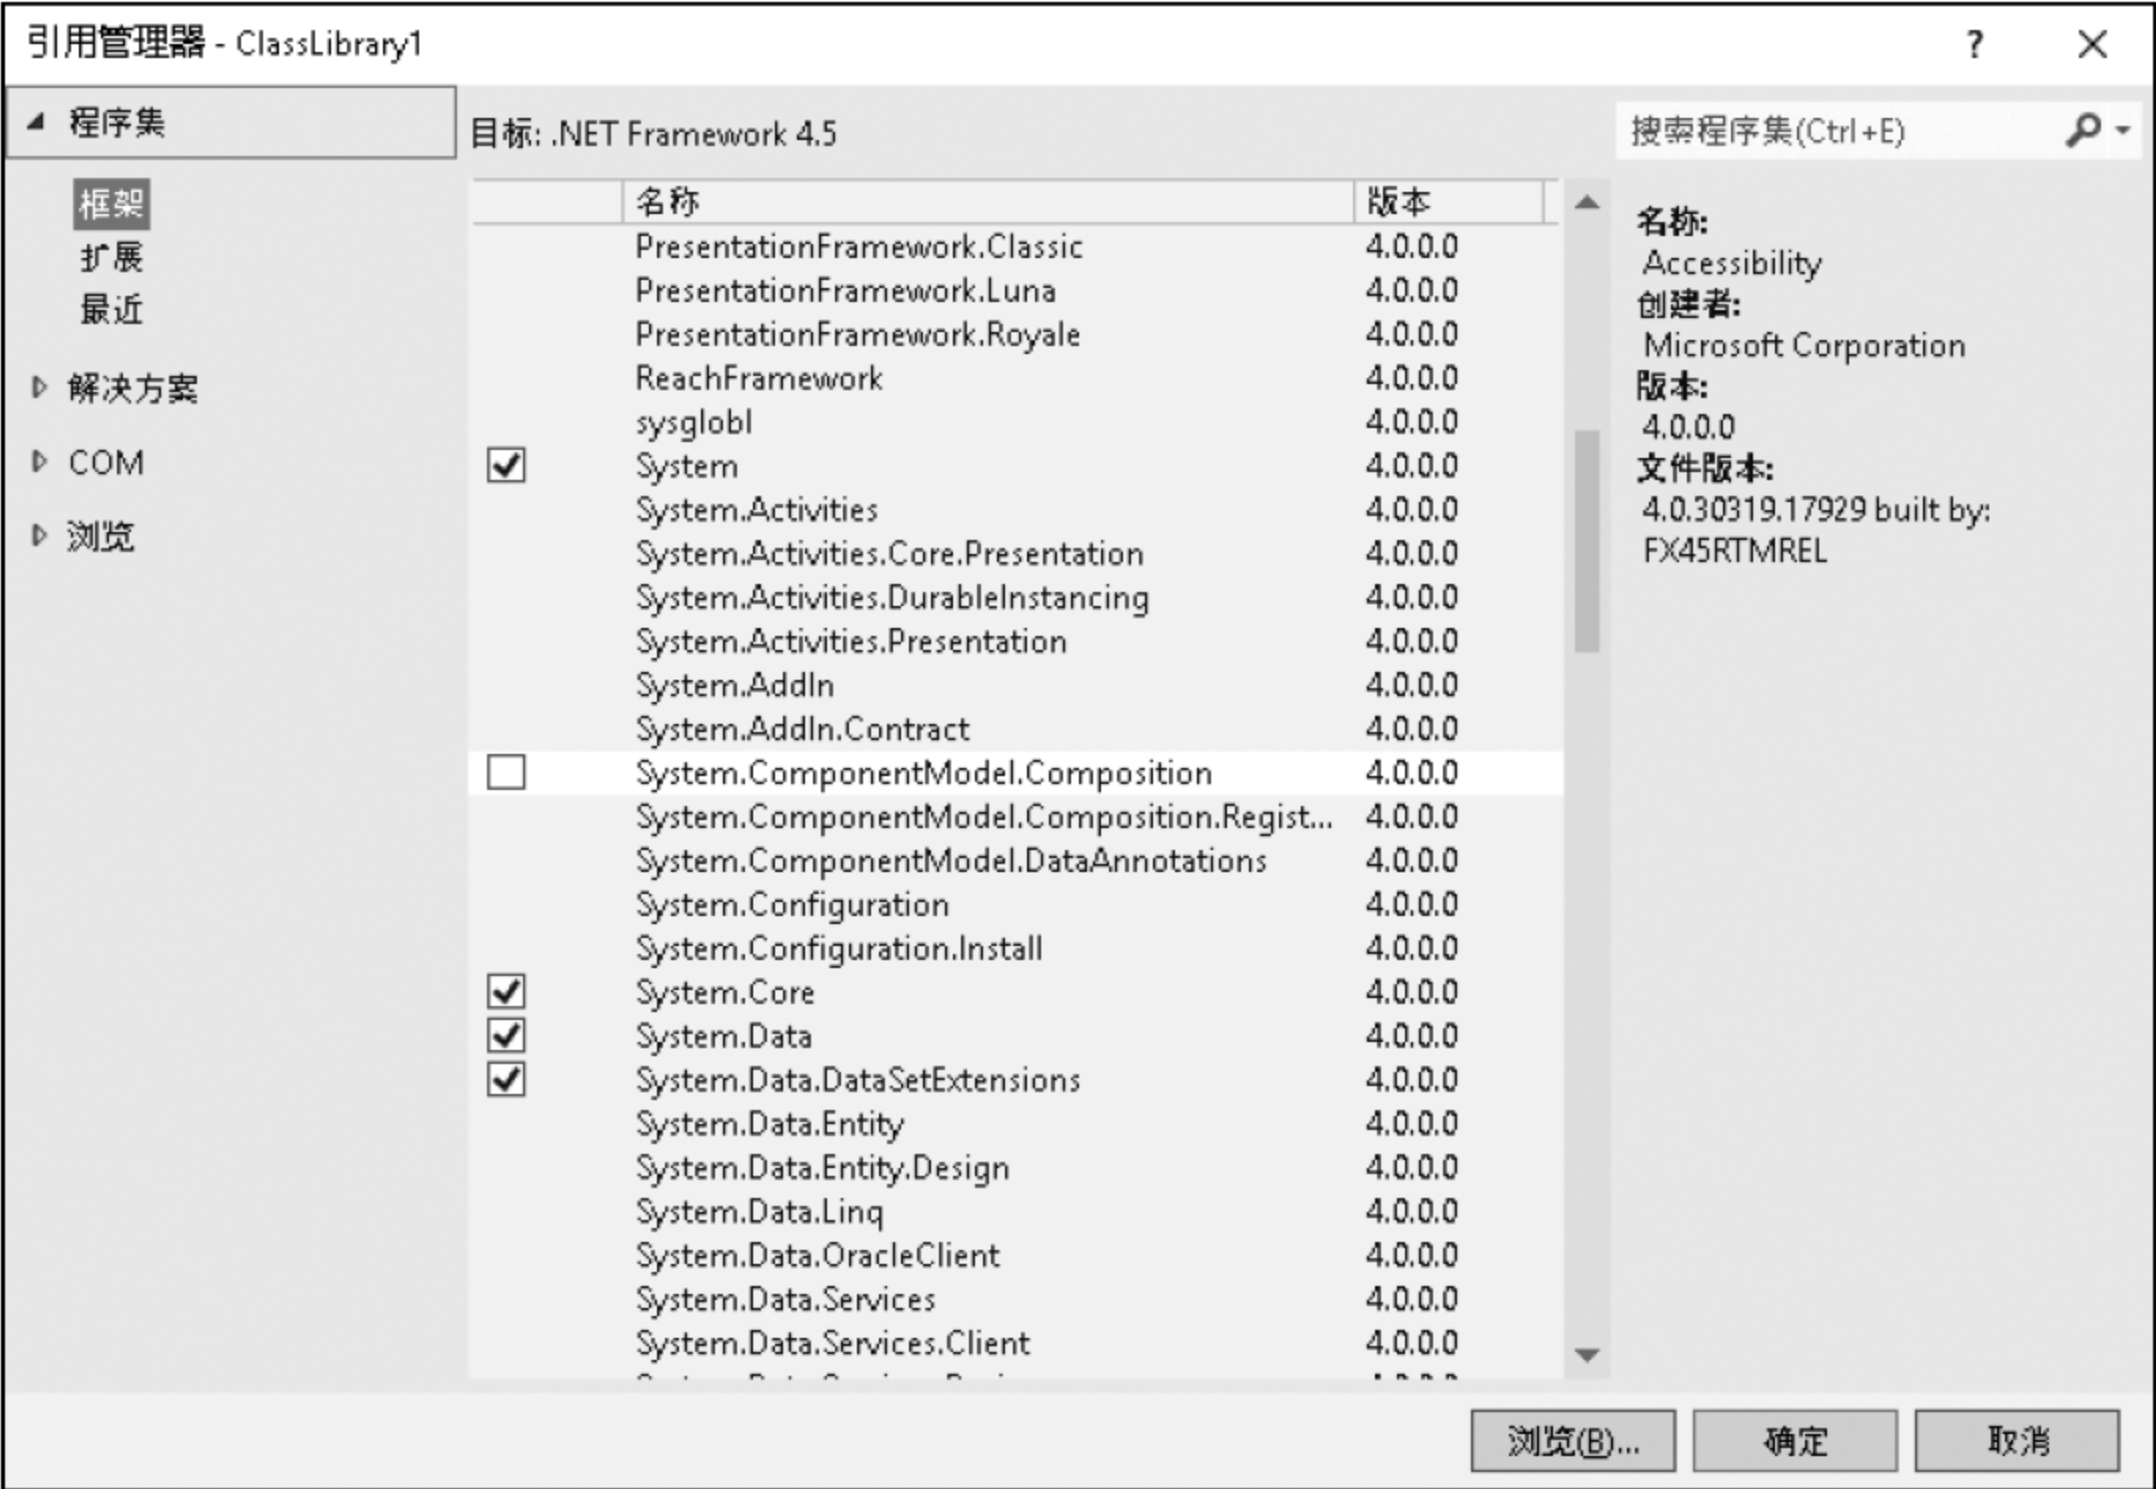 引用管理器 - ClassLibrary1
?
程序集
框架
扩展
最近
解决方案
COM
浏览
目标: .NET Framework 4.5
名称 版本
PresentationFramework.Classic 4.0.0.0
PresentationFramework.Luna 4.0.0.0
PresentationFramework.Royale 4.0.0.0
ReachFramework 4.0.0.0
sysglobl 4.0.0.0
System 4.0.0.0
System.Activities 4.0.0.0
System.Activities.Core.Presentation 4.0.0.0
System.Activities.DurableInstancing 4.0.0.0
System.Activities.Presentation 4.0.0.0
System.AddIn 4.0.0.0
System.AddIn.Contract 4.0.0.0
System.ComponentModel.Composition 4.0.0.0
System.ComponentModel.Composition.Regist... 4.0.0.0
System.ComponentModel.DataAnnotations 4.0.0.0
System.Configuration 4.0.0.0
System.Configuration.Install 4.0.0.0
System.Core 4.0.0.0
System.Data 4.0.0.0
System.Data.DataSetExtensions 4.0.0.0
System.Data.Entity 4.0.0.0
System.Data.Entity.Design 4.0.0.0
System.Data.Linq 4.0.0.0
System.Data.OracleClient 4.0.0.0
System.Data.Services 4.0.0.0
System.Data.Services.Client 4.0.0.0
搜索程序集(Ctrl+E)
名称:
Accessibility
创建者:
Microsoft Corporation
版本:
4.0.0.0
文件版本:
4.0.30319.17929 built by:
FX45RTMREL
浏览(B)...
确定
取消